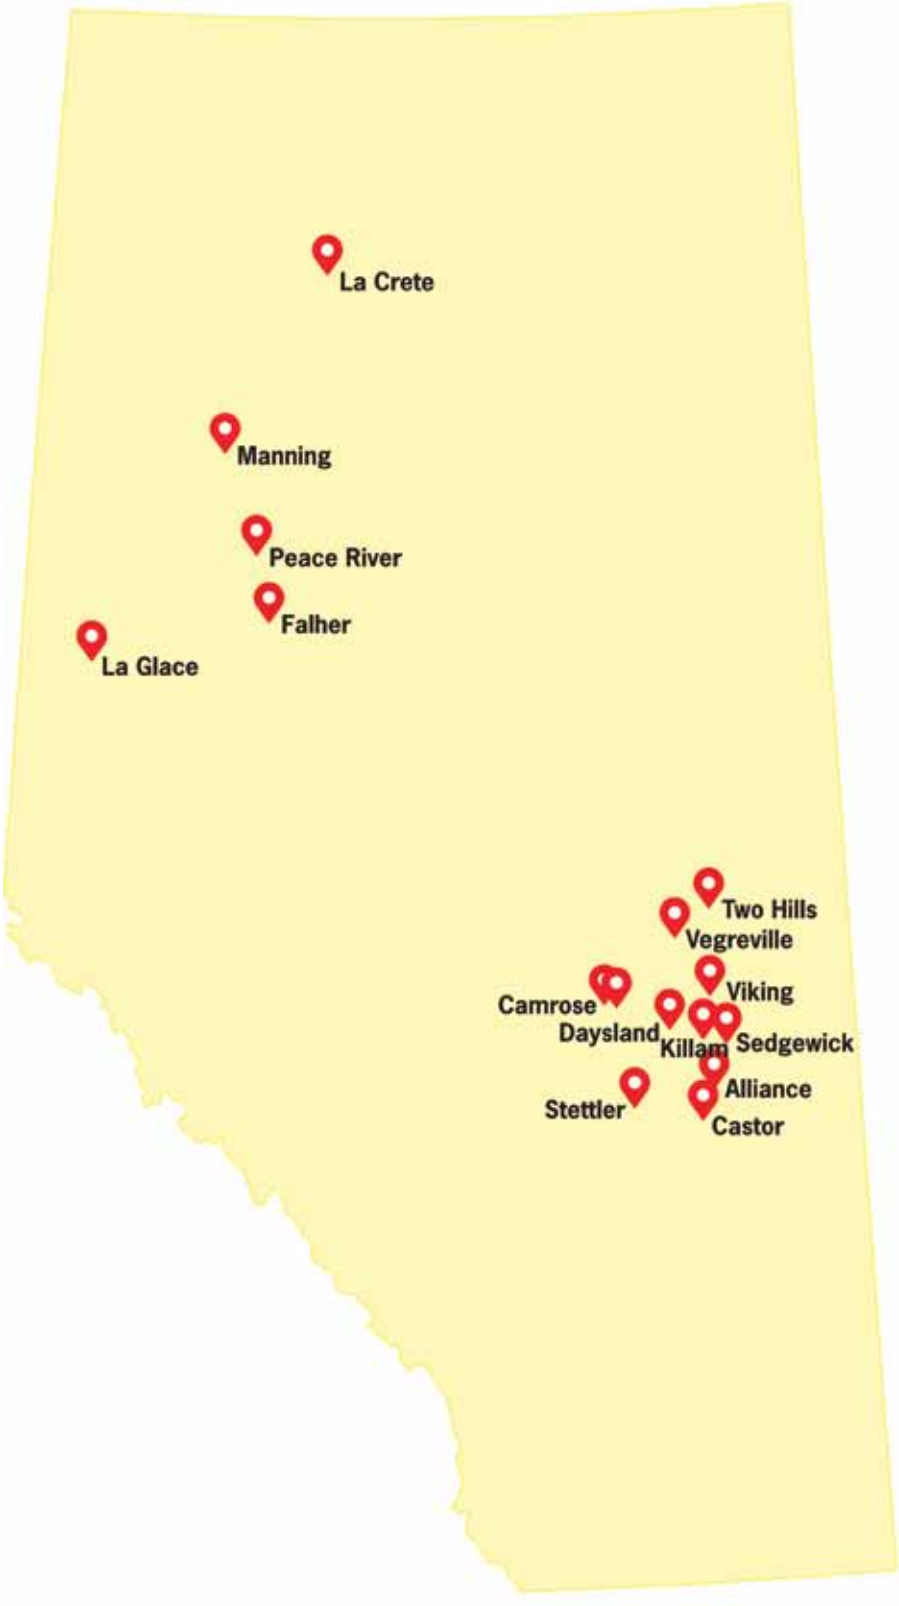 La Crete
Manning
Peace River
Falher
La Glace
Two Hills
Vegreville
Viking
Camrose
Daysland
Killam
Sedgewick
Alliance
Stettler
Castor